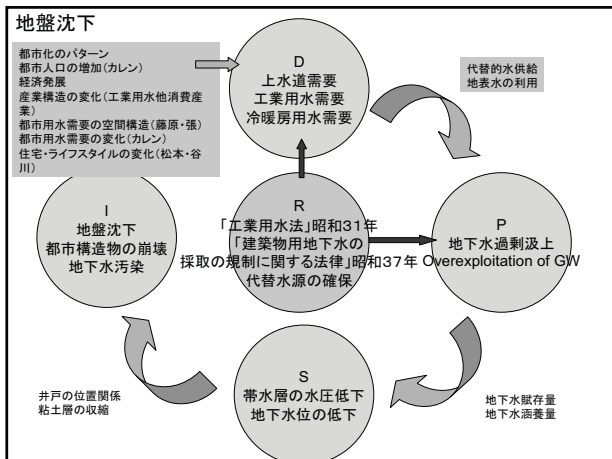 地盤沈下
都市化のパターン
都市人口の増加(カレン)
経済発展
産業構造の変化(工業用水他消費産
業)
都市用水需要の空間構造(藤原・張)
都市用水需要の変化(カレン)
住宅・ライフスタイルの変化(松本・谷
川)
D
上水道需要
工業用水需要
冷暖房用水需要
代替的水供給
地表水の利用
I
地盤沈下
都市構造物の崩壊
地下水汚染
R
「工業用水法」昭和31年
「建築物用地下水の
採取の規制に関する法律」昭和37年
代替水源の確保
P
地下水過剰汲上
Overexploitation of GW
S
帯水層の水圧低下
地下水位の低下
井戸の位置関係
粘土層の収縮
地下水賦存量
地下水涵養量